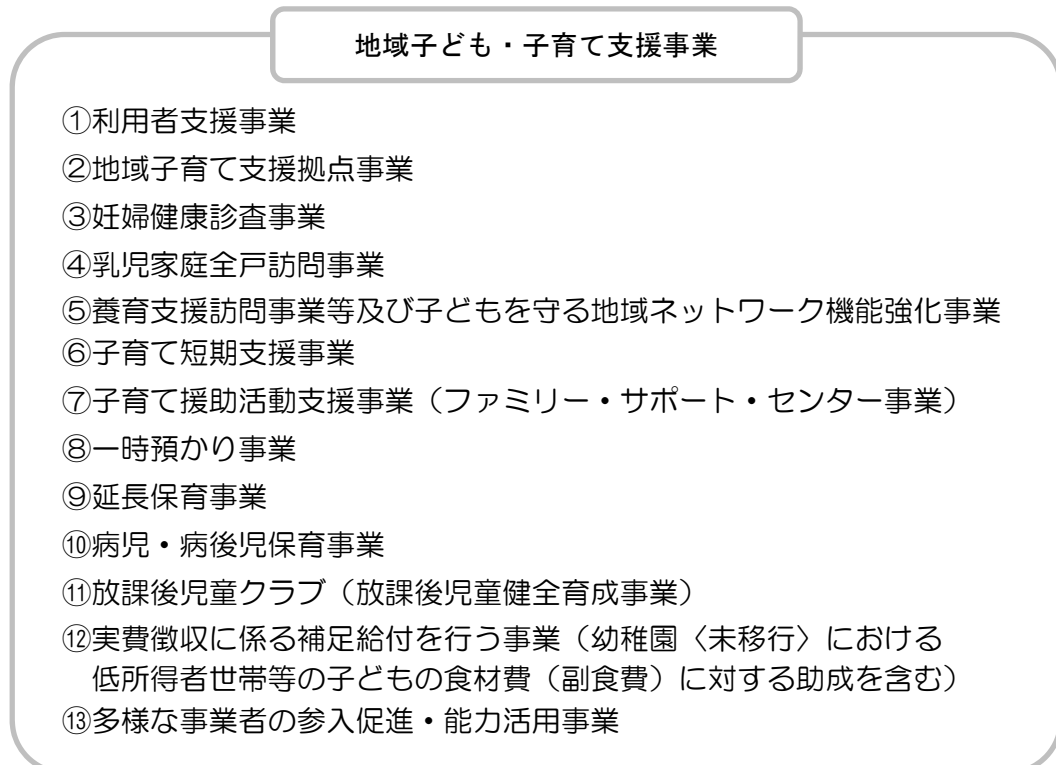 地域子ども・子育て支援事業
①利用者支援事業
②地域子育て支援拠点事業
③妊婦健康診査事業
④乳児家庭全戸訪問事業
⑤養育支援訪問事業等及び子どもを守る地域ネットワーク機能強化事業
⑥子育て短期支援事業
⑦子育て援助活動支援事業（ファミリー・サポート・センター事業）
⑧一時預かり事業
⑨延長保育事業
⑩病児・病後児保育事業
⑪放課後児童クラブ（放課後児童健全育成事業）
⑫実費徴収に係る補足給付を行う事業（幼稚園〈未移行〉における
低所得者世帯等の子どもの食材費（副食費）に対する助成を含む）
⑬多様な事業者の参入促進・能力活用事業